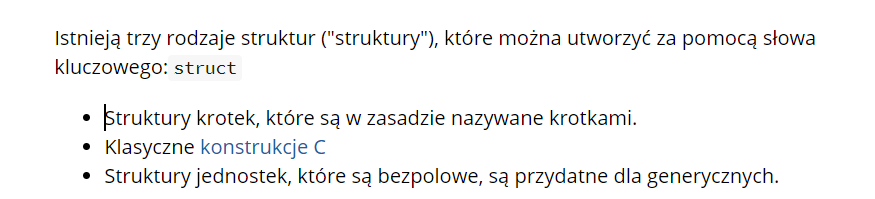 Istnieją trzy rodzaje struktur ("struktury"), które można utworzyć za pomocą słowa
kluczowego: struct
• Struktury krotek, które są w zasadzie nazywane krotkami.
• Klasyczne konstrukcje C
• Struktury jednostek, które są bezpolowe, są przydatne dla generycznych.